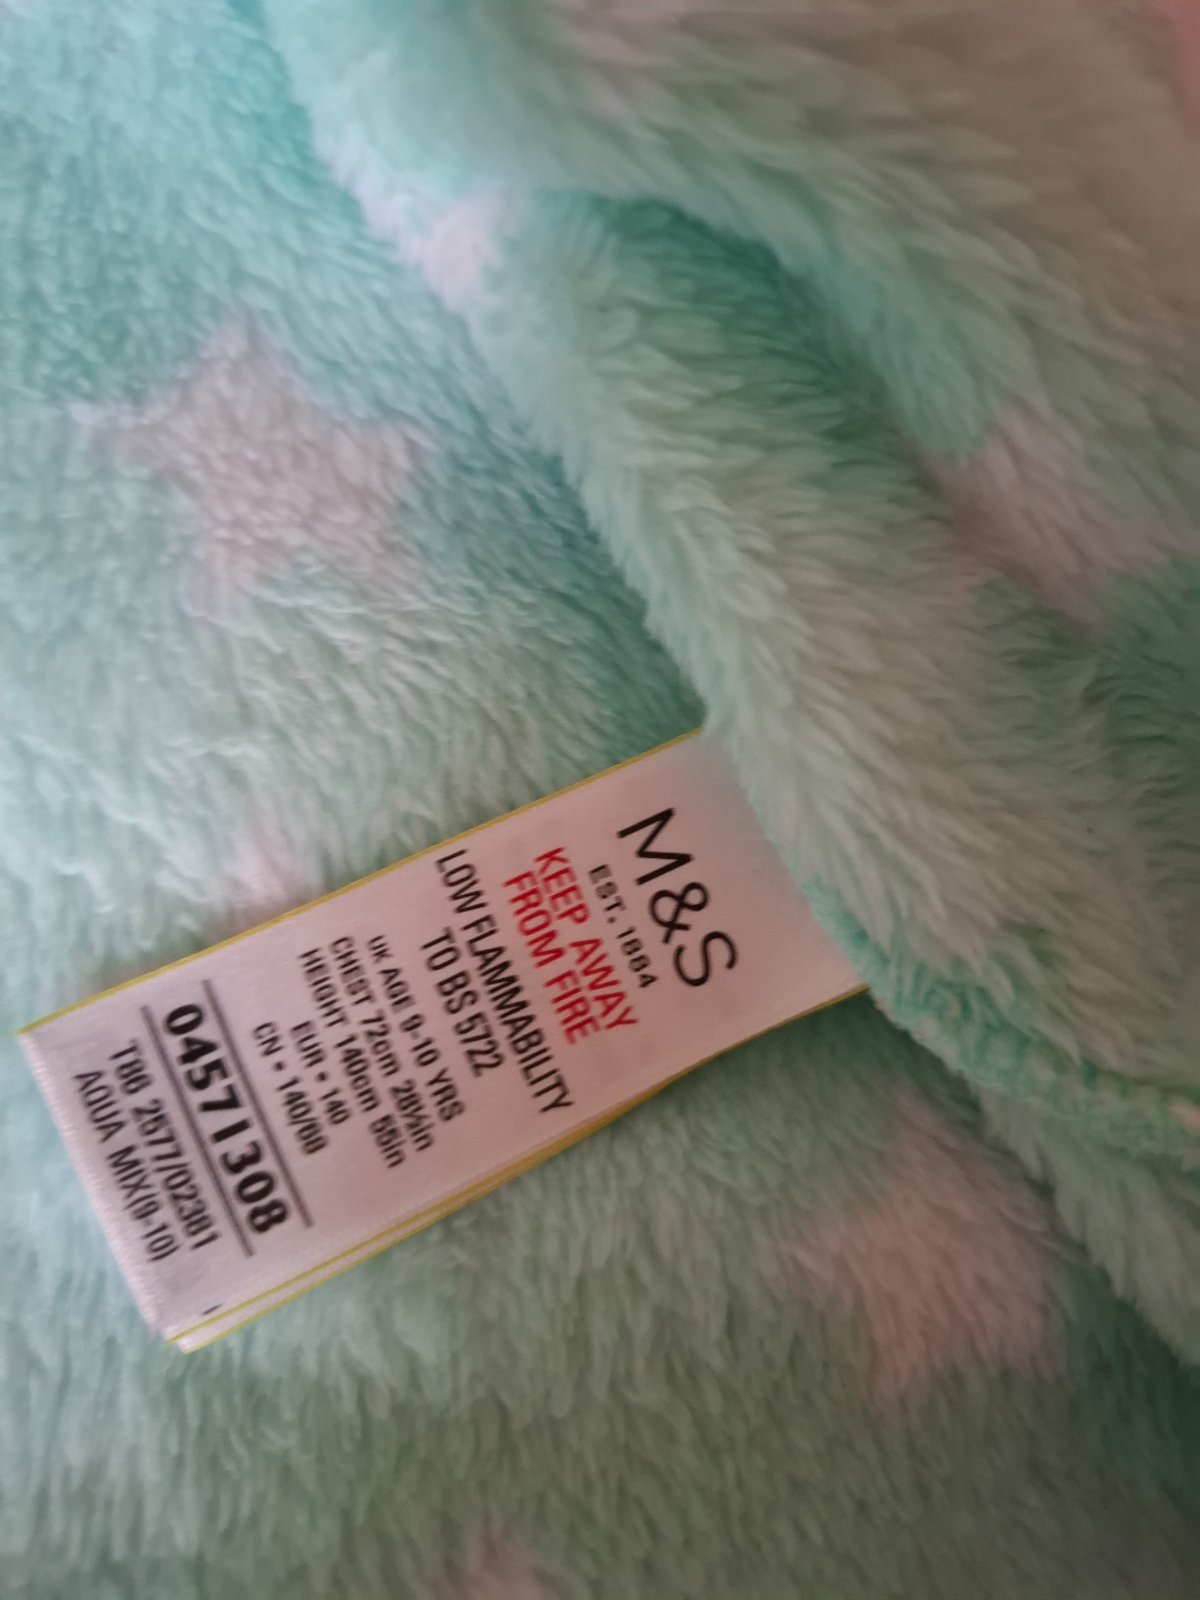 M&S
EST. 1884
KEEP AWAY
FROM FIRE
LOW FLAMMABILITY
TO BS 5722
UK AGE 9-10 YRS
CHEST 72cm 28½in
HEIGHT 140cm 55in
EUR • 140
CN • 140/68
04571308
T86 2577/02381
AQUA MIX(9-10)